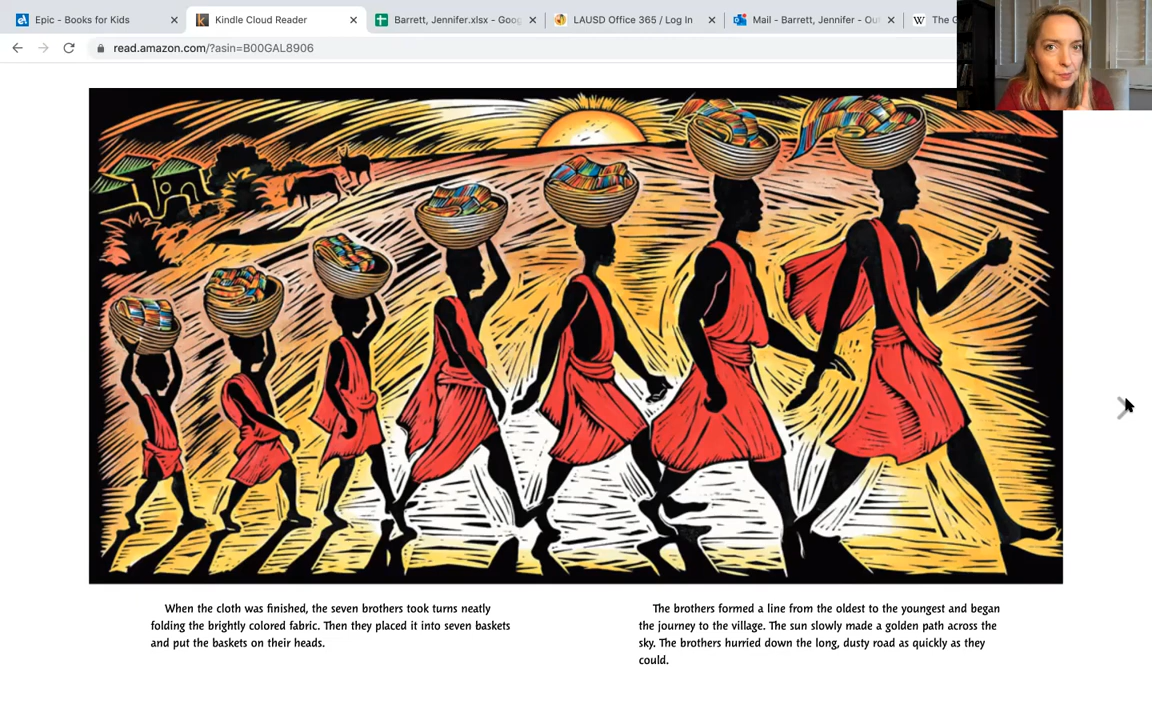 Epic - Books for Kids
Kindle Cloud Reader
Barrett, Jennifer.xlsx - Goog
LAUSD Office 365 / Log In
Mail - Barrett, Jennifer - Ou
W The G
read.amazon.com/?asin=B00GAL8906
When the cloth was finished, the seven brothers took turns neatly
folding the brightly colored fabric. Then they placed it into seven baskets
and put the baskets on their heads.
The brothers formed a line from the oldest to the youngest and began
the journey to the village. The sun slowly made a golden path across the
sky. The brothers hurried down the long, dusty road as quickly as they
could.